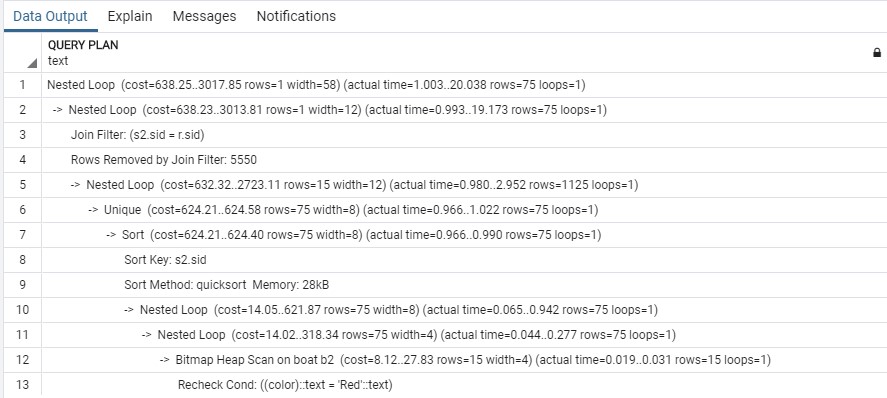 Data Output Explain Messages Notifications
QUERY PLAN
text
1 Nested Loop (cost=638.25..3017.85 rows=1 width=58) (actual time=1.003..20.038 rows=75 loops=1)
2 -> Nested Loop (cost=638.23..3013.81 rows=1 width=12) (actual time=0.993..19.173 rows=75 loops=1)
3 Join Filter: (s2.sid = r.sid)
4 Rows Removed by Join Filter: 5550
5 -> Nested Loop (cost=632.32..2723.11 rows=15 width=12) (actual time=0.980..2.952 rows=1125 loops=1)
6 -> Unique (cost=624.21..624.58 rows=75 width=8) (actual time=0.966..1.022 rows=75 loops=1)
7 -> Sort (cost=624.21..624.40 rows=75 width=8) (actual time=0.966..0.990 rows=75 loops=1)
8 Sort Key: s2.sid
9 Sort Method: quicksort Memory: 28kB
10 -> Nested Loop (cost=14.05..621.87 rows=75 width=8) (actual time=0.065..0.942 rows=75 loops=1)
11 -> Nested Loop (cost=14.02..318.34 rows=75 width=4) (actual time=0.044..0.277 rows=75 loops=1)
12 -> Bitmap Heap Scan on boat b2 (cost=8.12..27.83 rows=15 width=4) (actual time=0.019..0.031 rows=15 loops=1)
13 Recheck Cond: ((color)::text = 'Red'::text)